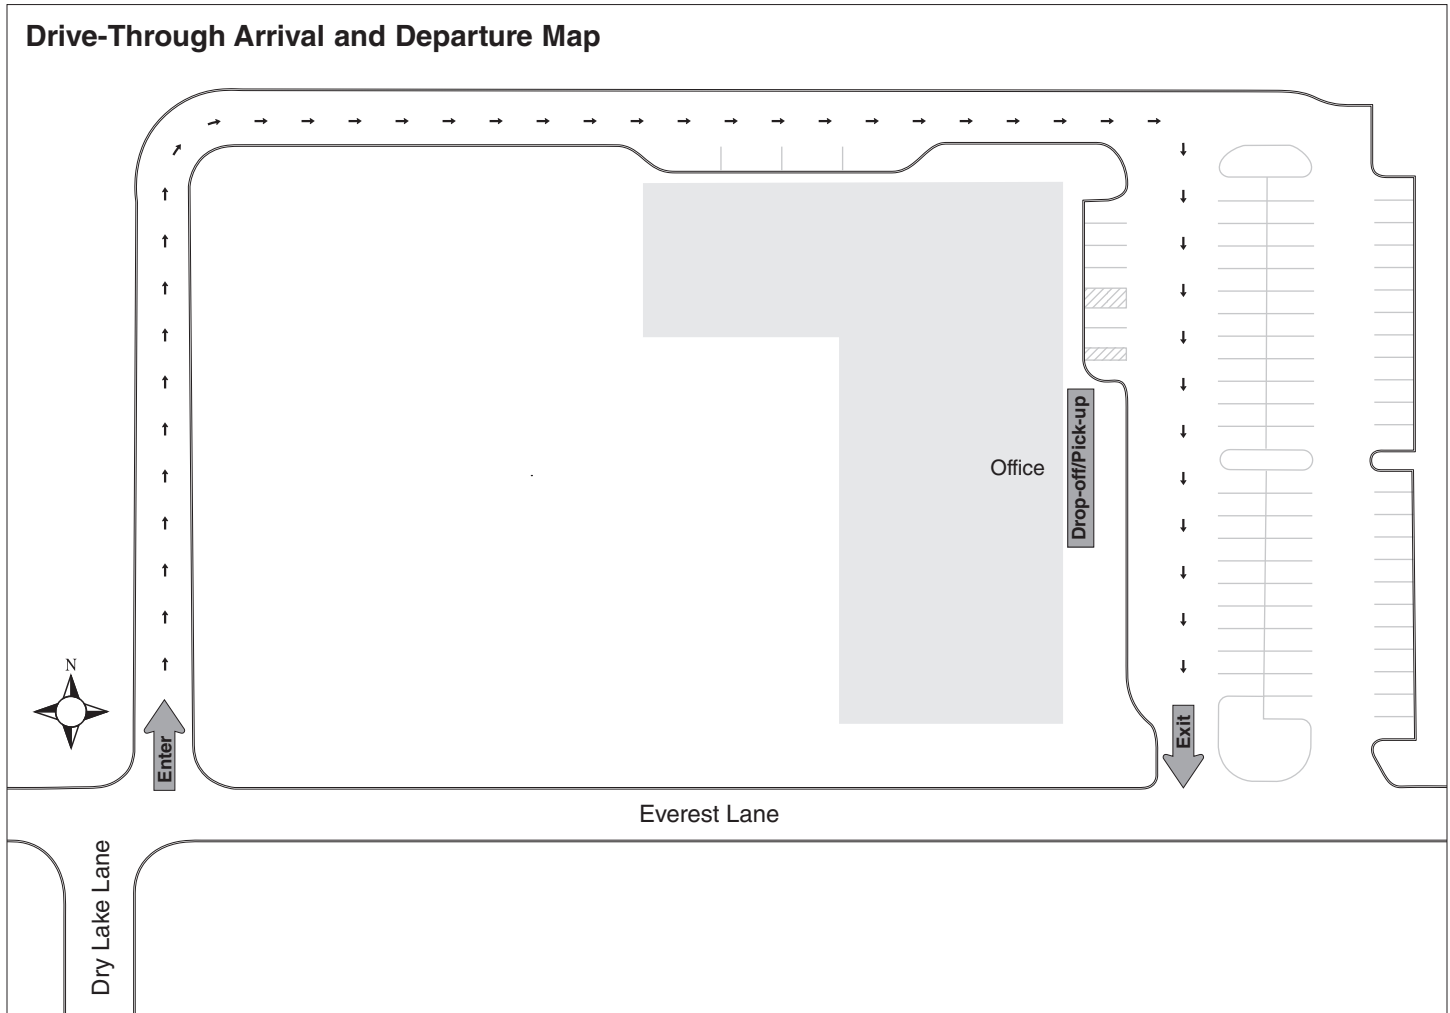 Drive-Through Arrival and Departure Map
Office
Drop-off/Pick-up
N
Enter
Exit
Everest Lane
Dry Lake Lane